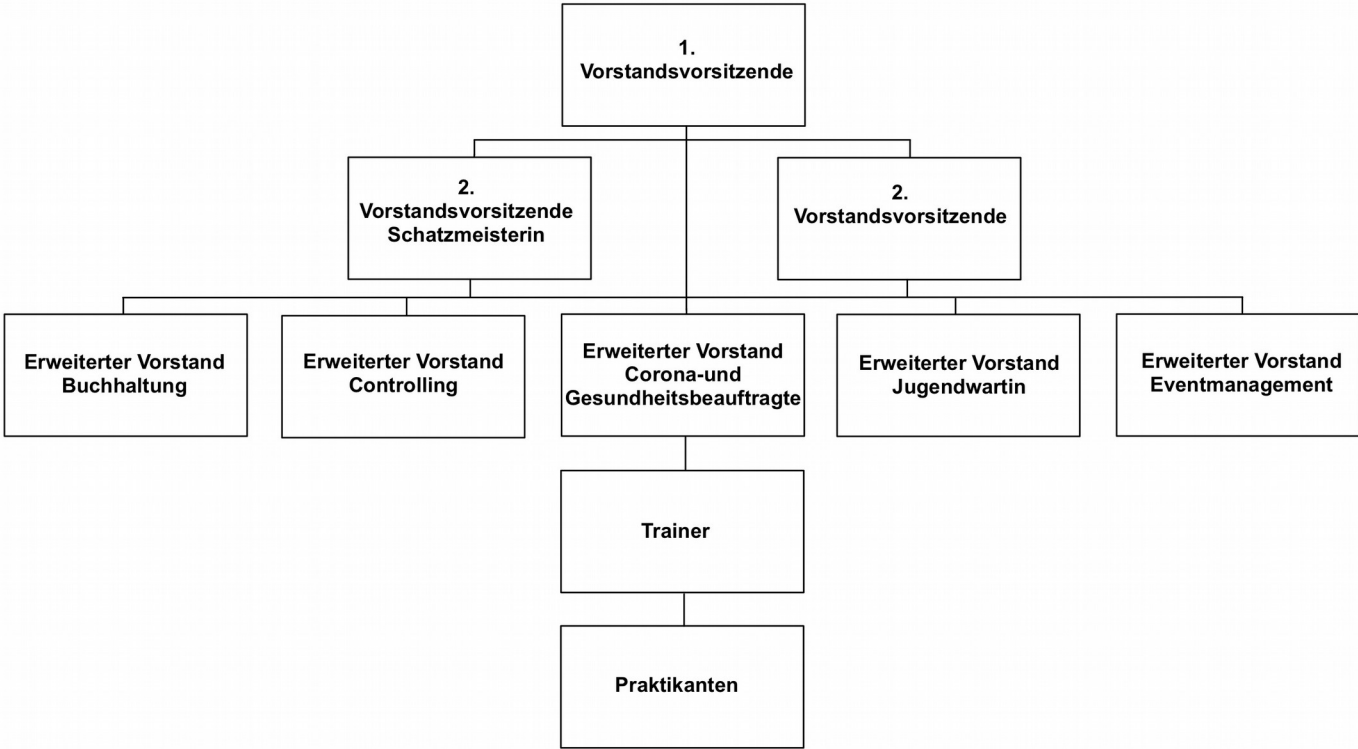 1.
Vorstandsvorsitzende
2.
Vorstandsvorsitzende
Schatzmeisterin
2.
Vorstandsvorsitzende
Erweiterter Vorstand
Buchhaltung
Erweiterter Vorstand
Controlling
Erweiterter Vorstand
Corona-und
Gesundheitsbeauftragte
Erweiterter Vorstand
Jugendwartin
Erweiterter Vorstand
Eventmanagement
Trainer
Praktikanten